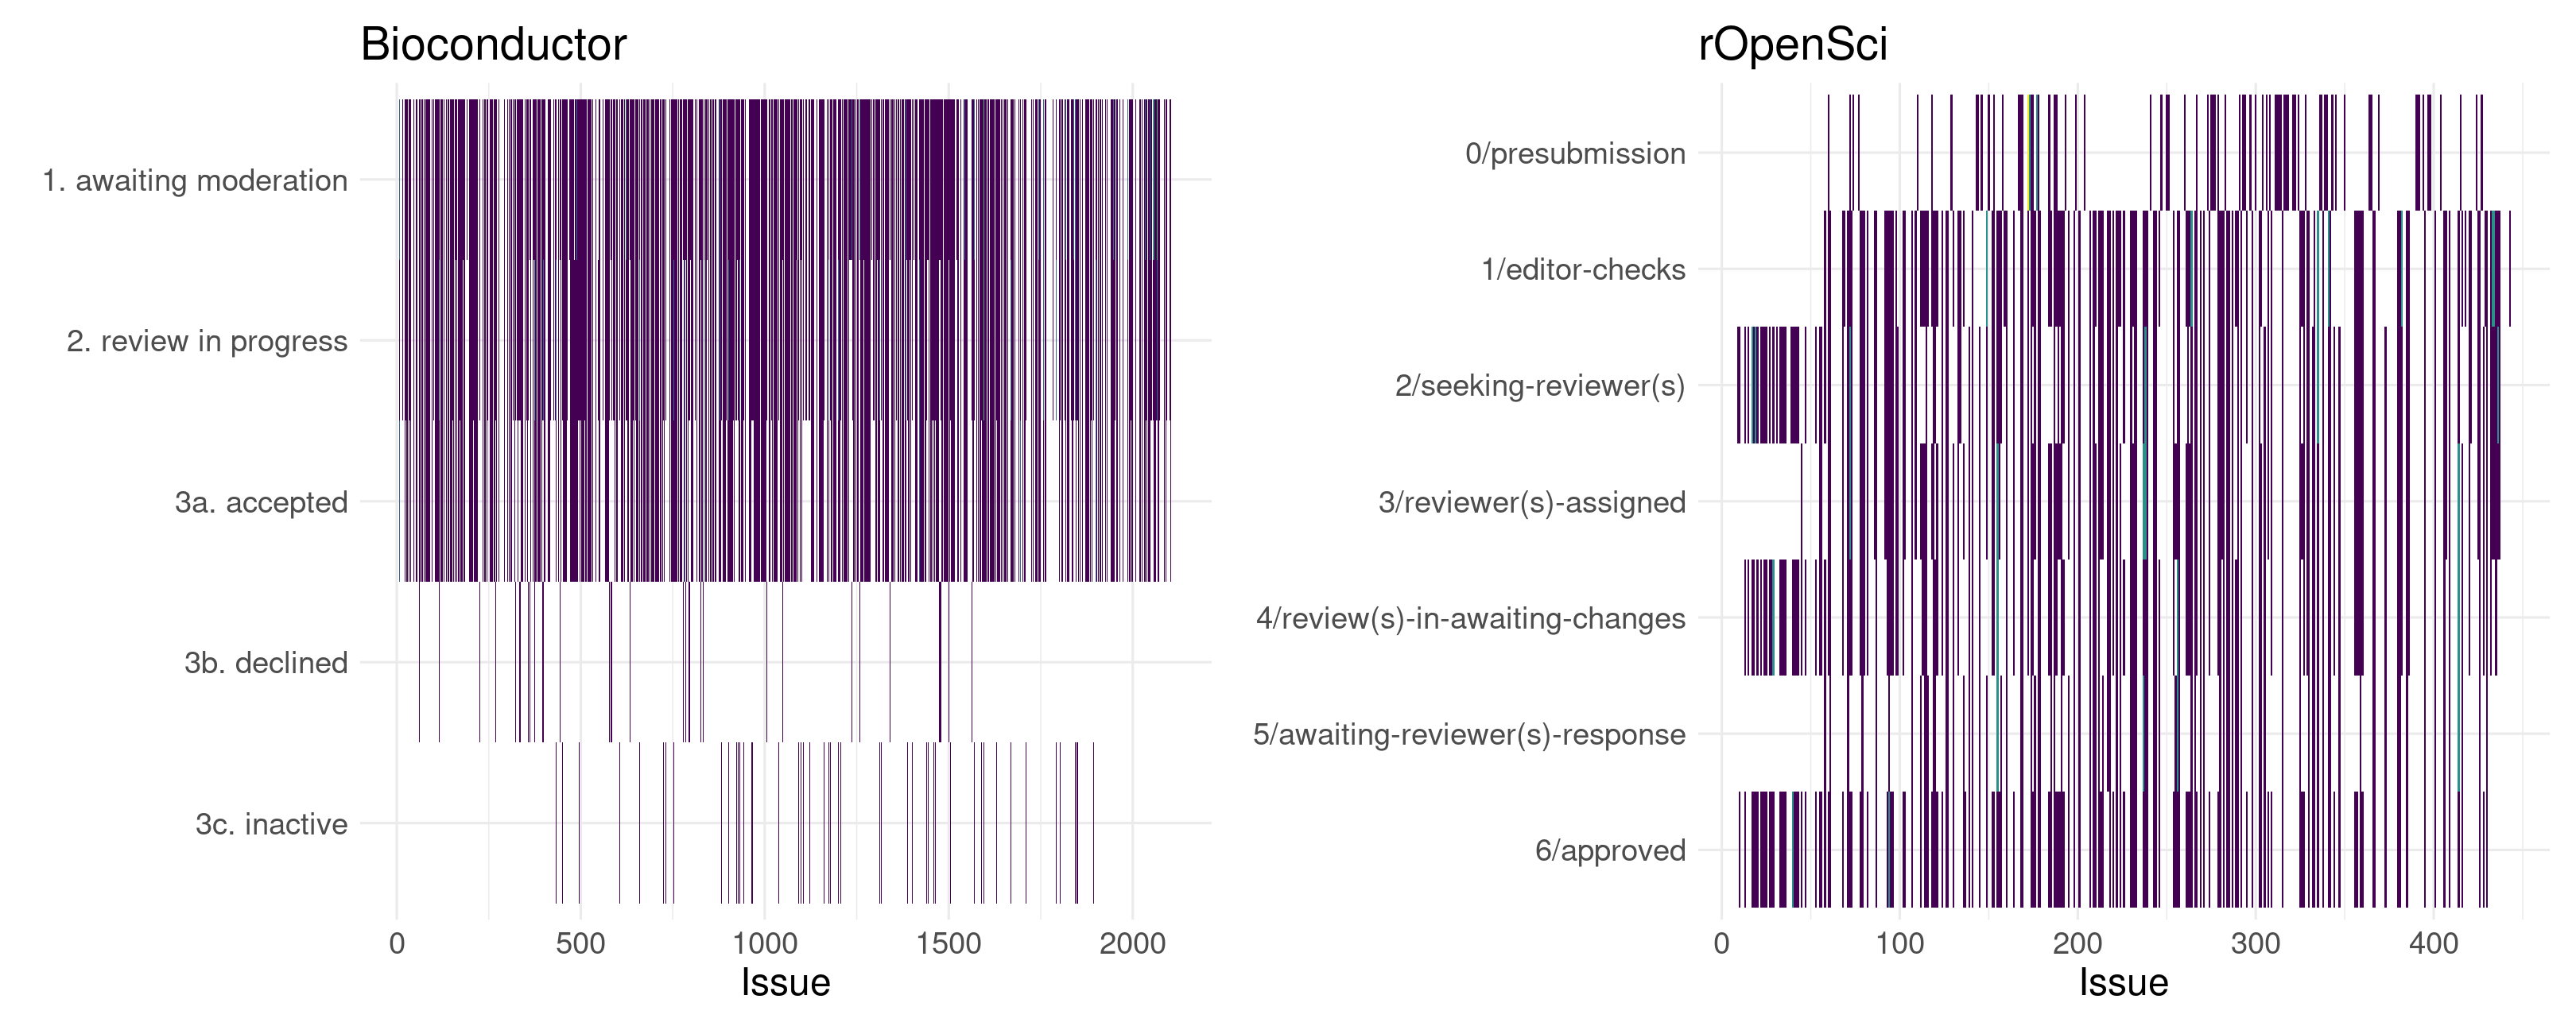 Bioconductor
1. awaiting moderation
2. review in progress
3a. accepted
3b. declined
3c. inactive
0 500 1000 1500 2000
Issue
rOpenSci
0/presubmission
1/editor-checks
2/seeking-reviewer(s)
3/reviewer(s)-assigned
4/review(s)-in-awaiting-changes
5/awaiting-reviewer(s)-response
6/approved
0 100 200 300 400
Issue